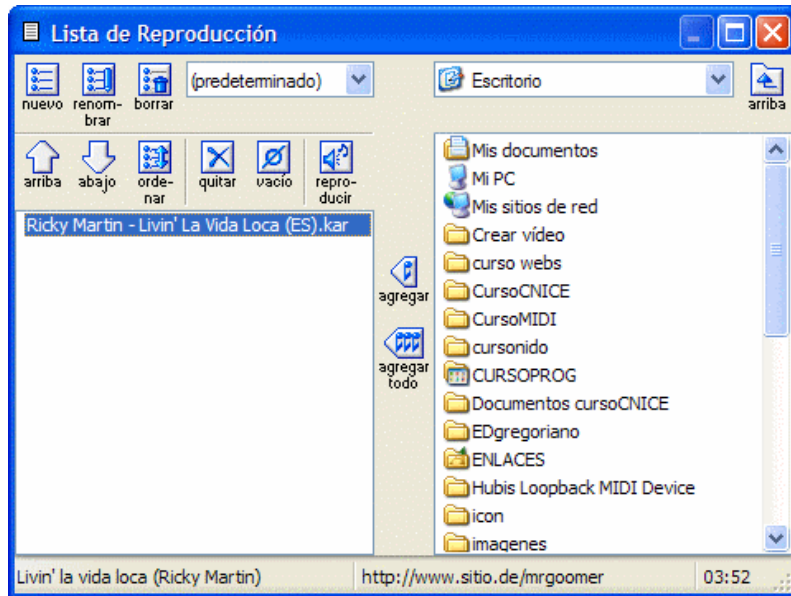 Lista de Reproducción
(predeterminado)
Escritorio
nuevo
renom-
brar
borrar
arriba
arriba
abajo
orde-
nar
quitar
vacío
repro-
ducir
Ricky Martin - Livin' La Vida Loca (ES).kar
agregar
agregar
todo
Mis documentos
Mi PC
Mis sitios de red
Crear vídeo
curso webs
CursoCNICE
CursoMIDI
cursonido
CURSOPROG
Documentos cursoCNICE
EDgregoriano
ENLACES
Hubis Loopback MIDI Device
icon
imagenes
Livin' la vida loca (Ricky Martin)
http://www.sitio.de/mrgoomer
03:52